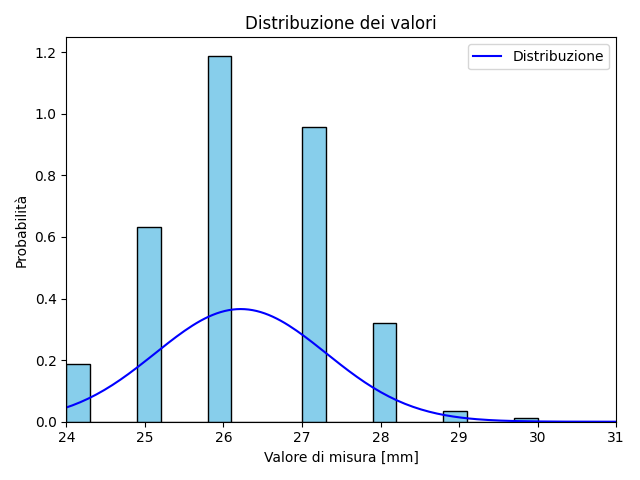 Distribuzione dei valori
Distribuzione
Probabilità
1.2
1.0
0.8
0.6
0.4
0.2
0.0
24 25 26 27 28 29 30 31
Valore di misura [mm]